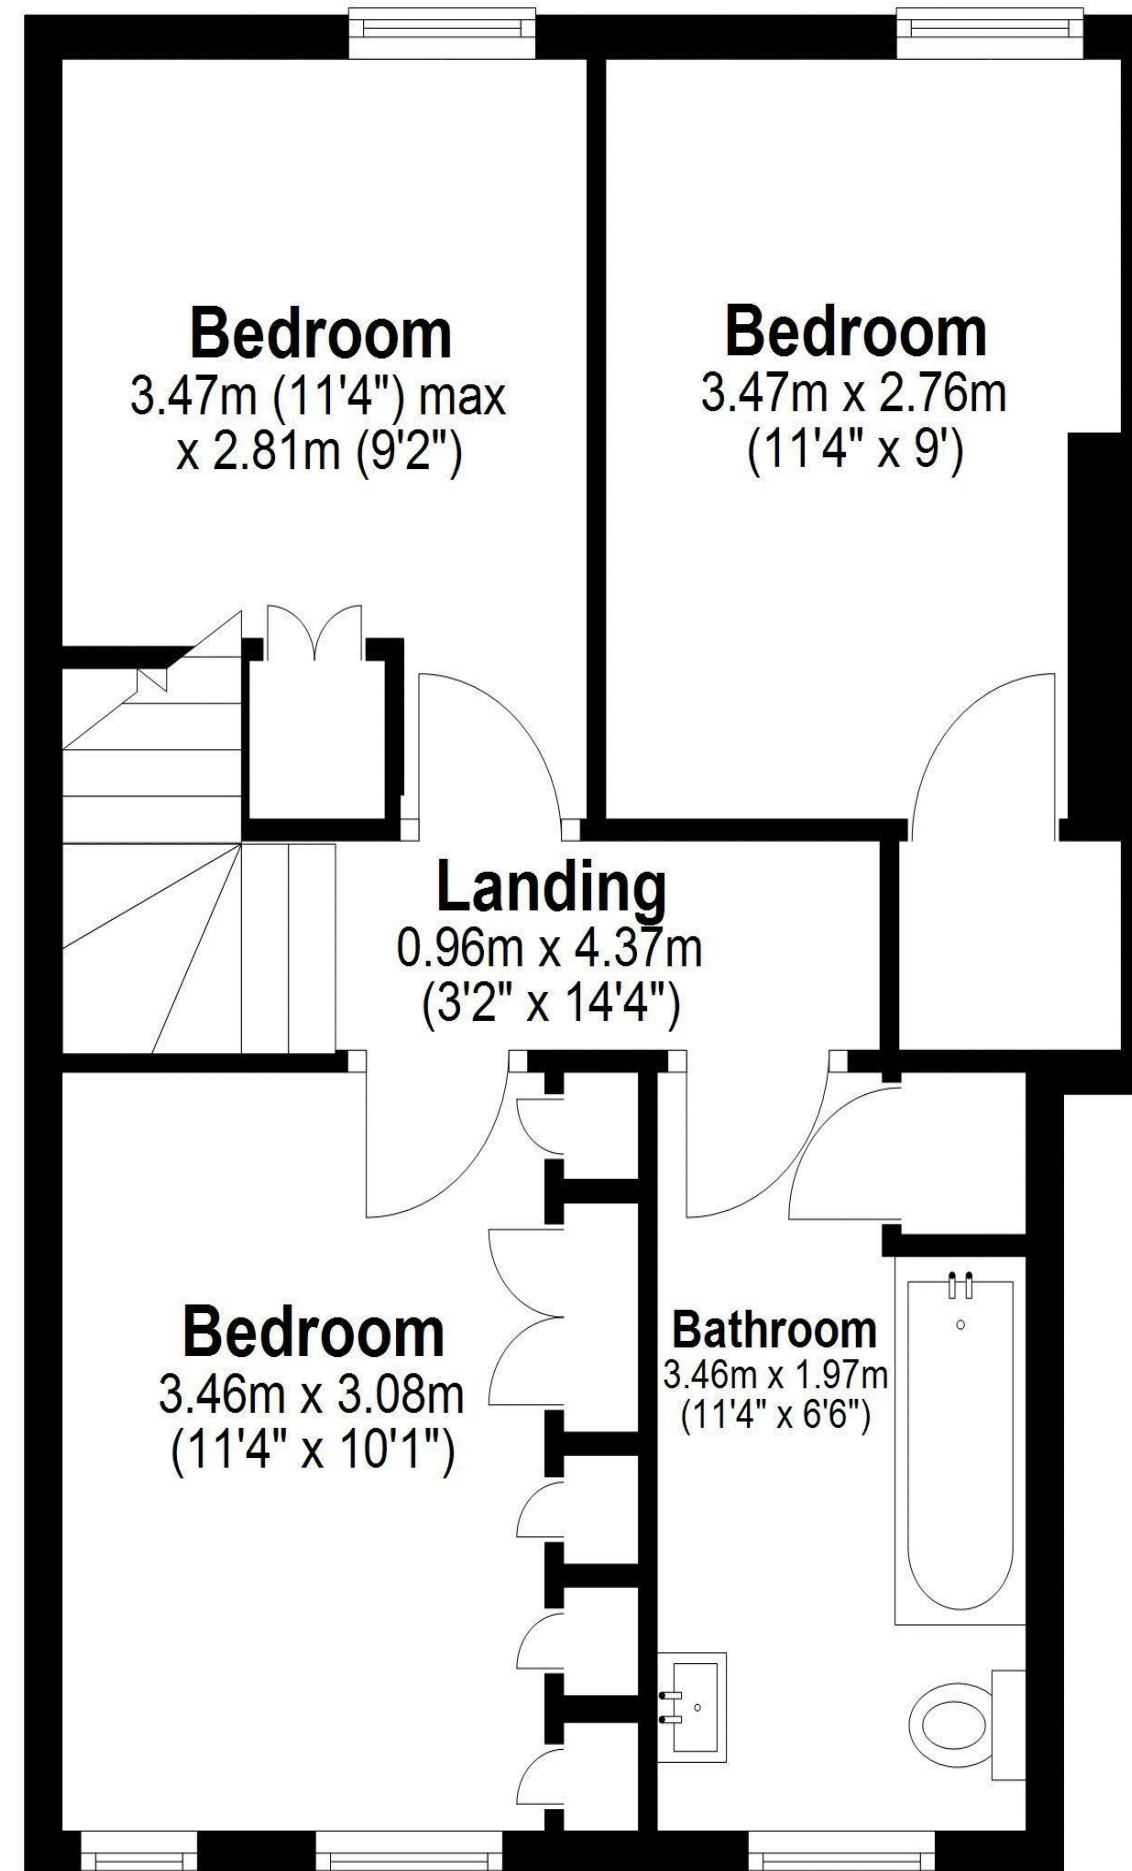 Bedroom
3.47m (11'4") max
x 2.81m (9'2")
Bedroom
3.47m x 2.76m
(11'4" x 9')
Landing
0.96m x 4.37m
(3'2" x 14'4")
Bedroom
3.46m x 3.08m
(11'4" x 10'1")
Bathroom
3.46m x 1.97m
(11'4" x 6'6")